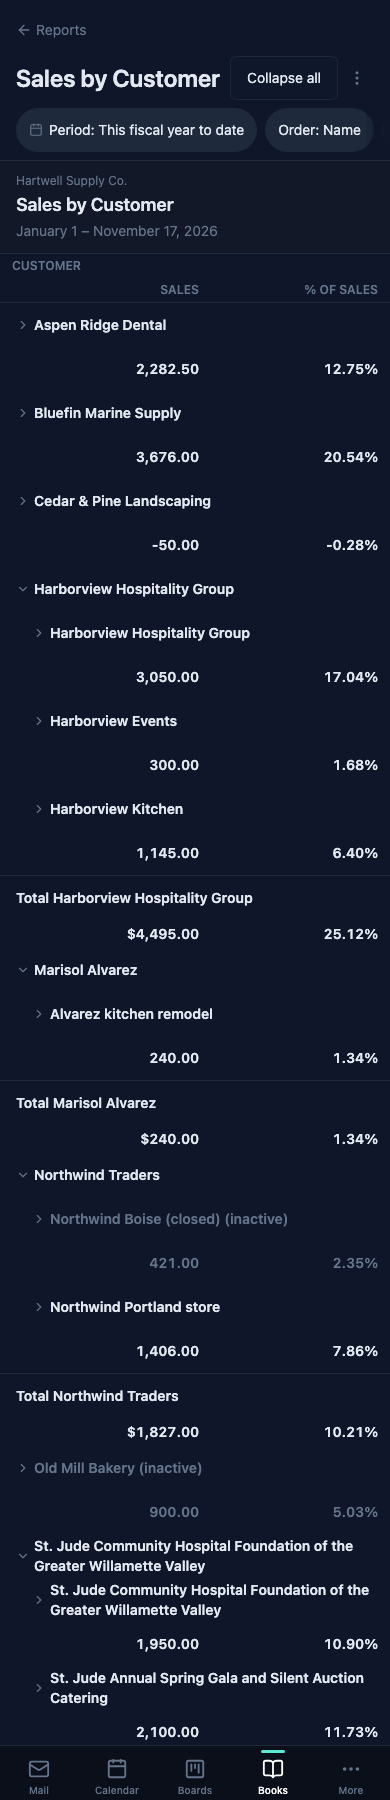 Reports
Sales by Customer
Collapse all
Period: This fiscal year to date
Order: Name
Hartwell Supply Co.
Sales by Customer
January 1 – November 17, 2026
CUSTOMER
SALES % OF SALES
Aspen Ridge Dental
2,282.50 12.75%
Bluefin Marine Supply
3,676.00 20.54%
Cedar & Pine Landscaping
-50.00 -0.28%
Harborview Hospitality Group
Harborview Hospitality Group
3,050.00 17.04%
Harborview Events
300.00 1.68%
Harborview Kitchen
1,145.00 6.40%
Total Harborview Hospitality Group
$4,495.00 25.12%
Marisol Alvarez
Alvarez kitchen remodel
240.00 1.34%
Total Marisol Alvarez
$240.00 1.34%
Northwind Traders
Northwind Boise (closed) (inactive)
421.00 2.35%
Northwind Portland store
1,406.00 7.86%
Total Northwind Traders
$1,827.00 10.21%
Old Mill Bakery (inactive)
900.00 5.03%
St. Jude Community Hospital Foundation of the
Greater Willamette Valley
St. Jude Community Hospital Foundation of the
Greater Willamette Valley
1,950.00 10.90%
St. Jude Annual Spring Gala and Silent Auction
Catering
2,100.00 11.73%
Mail Calendar Boards Books More